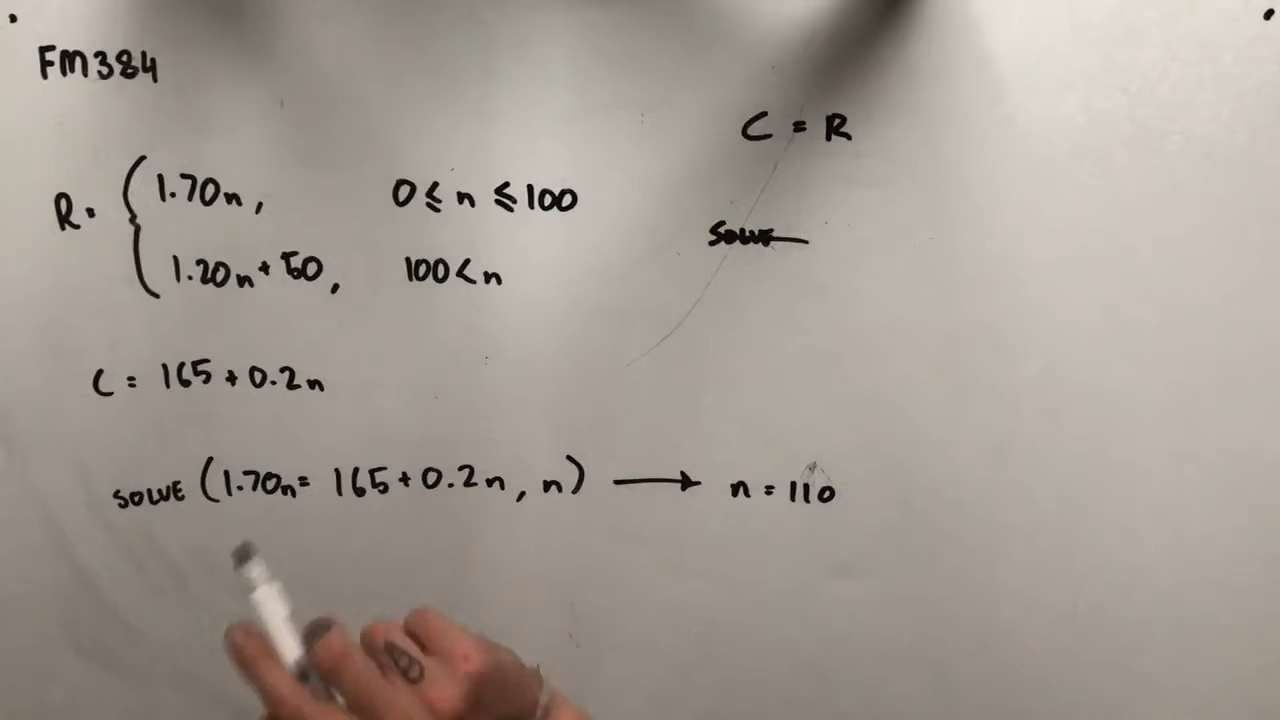 FM384
C = R
R = { 1.70n, 0 ≤ n ≤ 100
1.20n + 50, 100 < n
SOLVE
C = 165 + 0.2n
SOLVE (1.70n = 165 + 0.2n, n) → n = 110